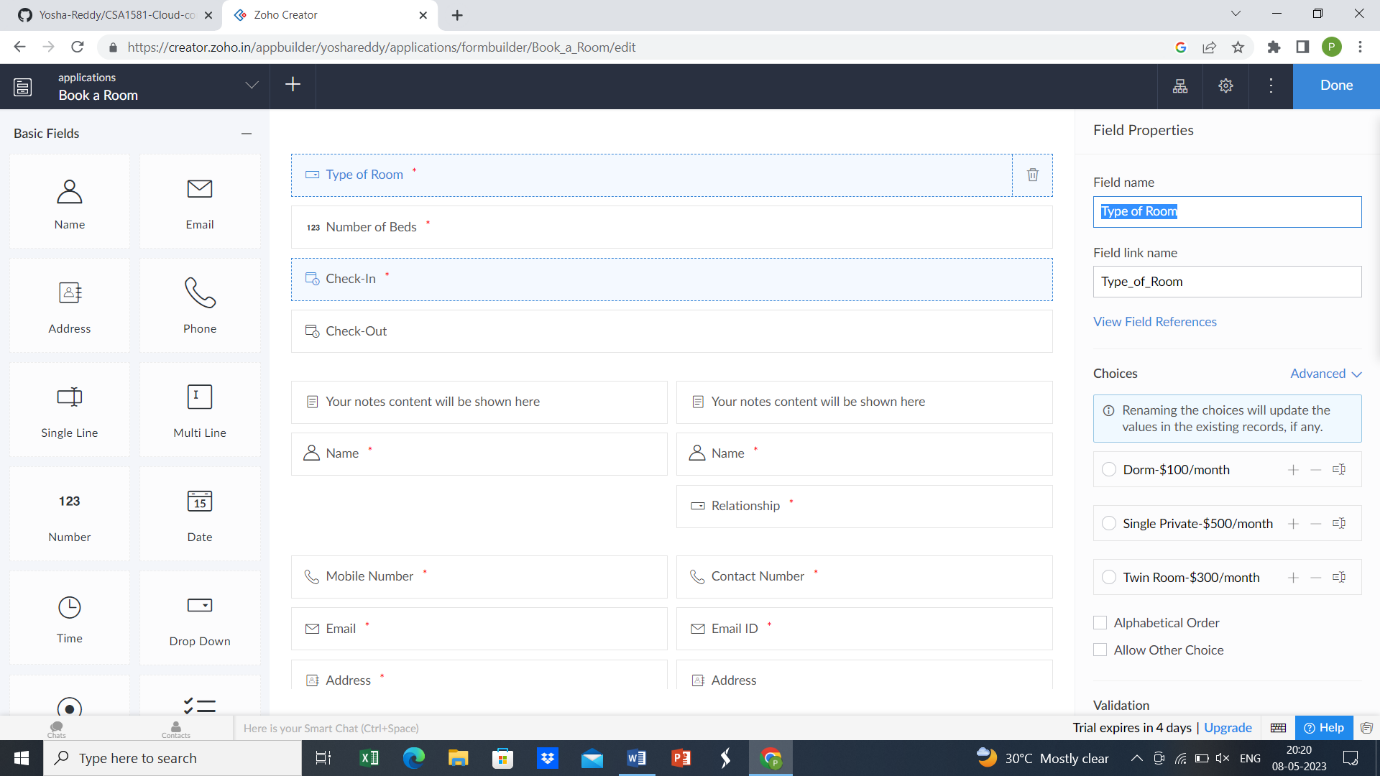 Yosha-Reddy/CSA1581-Cloud-co
Zoho Creator
https://creator.zoho.in/appbuilder/yoshareddy/applications/formbuilder/Book_a_Room/edit
P
applications
Book a Room
Done
Basic Fields
Name
Email
Address
Phone
Single Line
Multi Line
123
Number
15
Date
Time
Drop Down
Type of Room *
123 Number of Beds *
Check-In *
Check-Out
Your notes content will be shown here
Your notes content will be shown here
Name *
Name *
Relationship *
Mobile Number *
Contact Number *
Email *
Email ID *
Address *
Address
Field Properties
Field name
Type of Room
Field link name
Type_of_Room
View Field References
Choices
Advanced
Renaming the choices will update the
values in the existing records, if any.
Dorm-$100/month
Single Private-$500/month
Twin Room-$300/month
Alphabetical Order
Allow Other Choice
Validation
Chats
Contacts
Here is your Smart Chat (Ctrl+Space)
Trial expires in 4 days | Upgrade
Help
Type here to search
30°C Mostly clear
ENG
20:20
08-05-2023